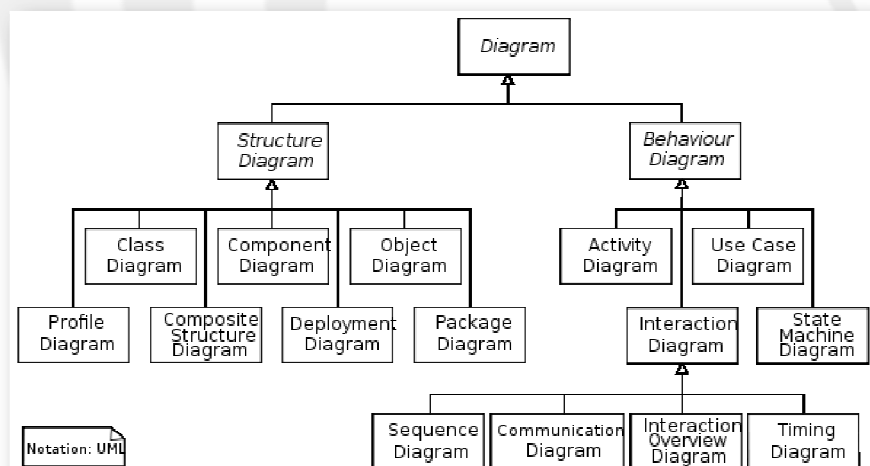 Diagram
Structure
Diagram
Behaviour
Diagram
Class
Diagram
Component
Diagram
Object
Diagram
Activity
Diagram
Use Case
Diagram
Profile
Diagram
Composite
Structure
Diagram
Deployment
Diagram
Package
Diagram
Interaction
Diagram
State
Machine
Diagram
Sequence
Diagram
Communication
Diagram
Interaction
Overview
Diagram
Timing
Diagram
Notation: UML